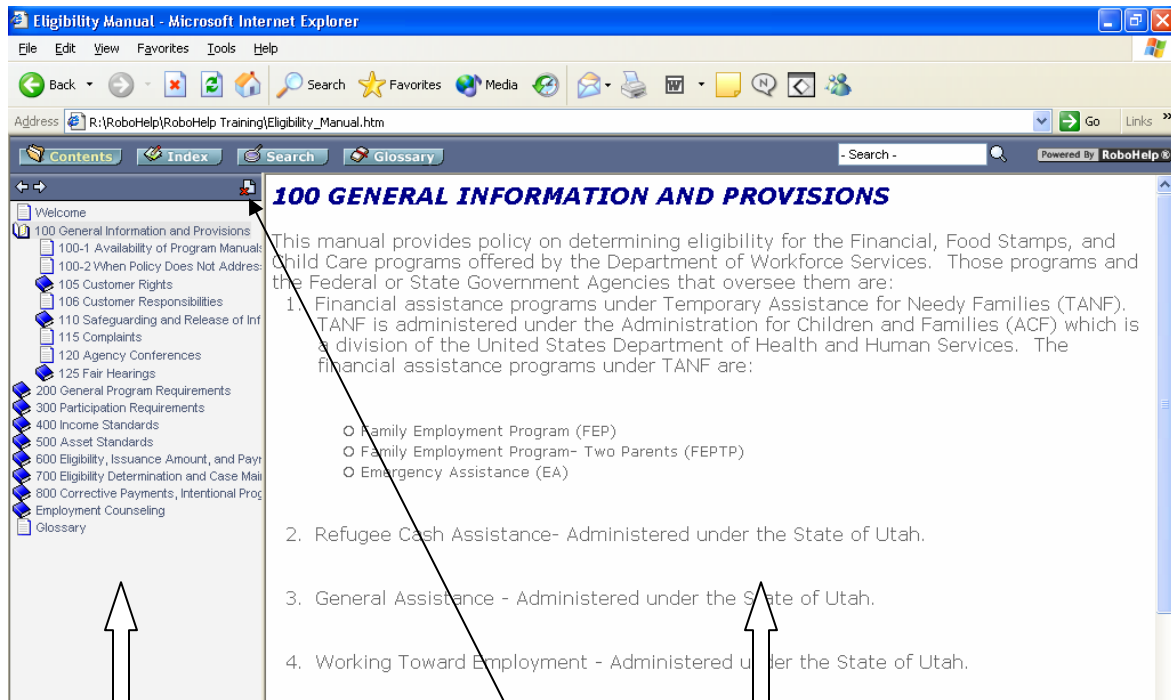 Eligibility Manual - Microsoft Internet Explorer
File Edit View Favorites Tools Help
Back Search Favorites Media
Address R:\RoboHelp\RoboHelp Training\Eligibility_Manual.htm Go Links »
Contents Index Search Glossary - Search - Powered By RoboHelp®
Welcome
100 General Information and Provisions
100-1 Availability of Program Manuals
100-2 When Policy Does Not Addres
105 Customer Rights
106 Customer Responsibilities
110 Safeguarding and Release of Inf
115 Complaints
120 Agency Conferences
125 Fair Hearings
200 General Program Requirements
300 Participation Requirements
400 Income Standards
500 Asset Standards
600 Eligibility, Issuance Amount, and Payr
700 Eligibility Determination and Case Mai
800 Corrective Payments, Intentional Prog
Employment Counseling
Glossary
100 GENERAL INFORMATION AND PROVISIONS
This manual provides policy on determining eligibility for the Financial, Food Stamps, and
Child Care programs offered by the Department of Workforce Services. Those programs and
the Federal or State Government Agencies that oversee them are:
1. Financial assistance programs under Temporary Assistance for Needy Families (TANF).
TANF is administered under the Administration for Children and Families (ACF) which is
a division of the United States Department of Health and Human Services. The
financial assistance programs under TANF are:
Family Employment Program (FEP)
Family Employment Program- Two Parents (FEPTP)
Emergency Assistance (EA)
2. Refugee Cash Assistance- Administered under the State of Utah.
3. General Assistance - Administered under the State of Utah.
4. Working Toward Employment - Administered under the State of Utah.